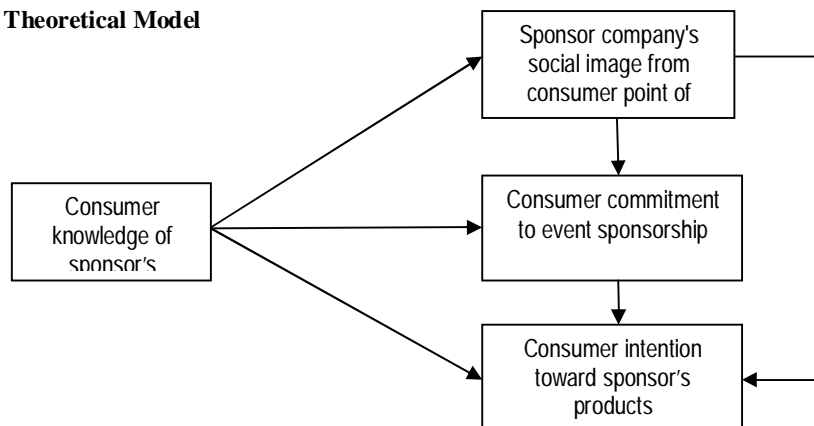 Theoretical Model
Sponsor company's
social image from
consumer point of
Consumer
knowledge of
sponsor's
Consumer commitment
to event sponsorship
Consumer intention
toward sponsor's
products